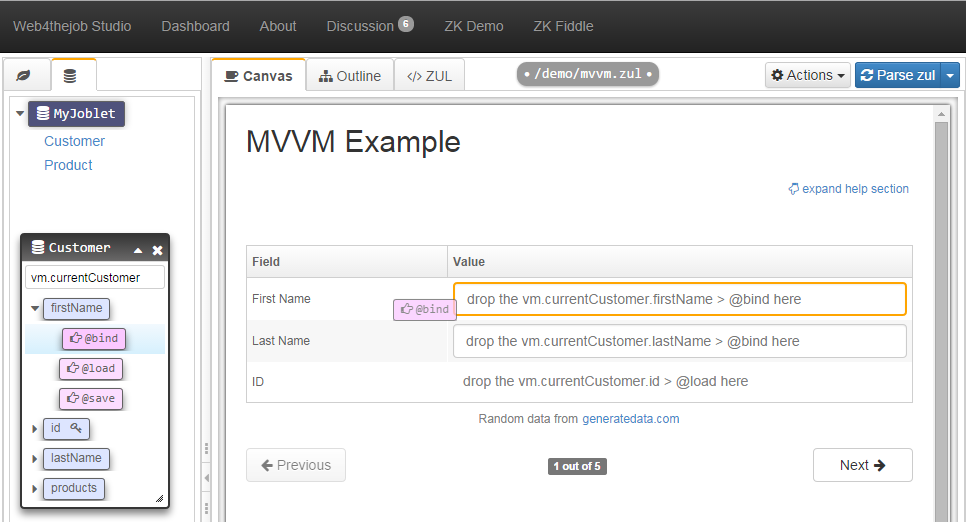 Web4thejob Studio Dashboard About Discussion 6 ZK Demo ZK Fiddle
Canvas Outline </> ZUL /demo/mvvm.zul Actions Parse zul
MyJoblet
Customer
Product
Customer
vm.currentCustomer
firstName
@bind
@load
@save
id
lastName
products
MVVM Example
expand help section
Field Value
First Name drop the vm.currentCustomer.firstName > @bind here
@bind
Last Name drop the vm.currentCustomer.lastName > @bind here
ID drop the vm.currentCustomer.id > @load here
Random data from generatedata.com
Previous 1 out of 5 Next